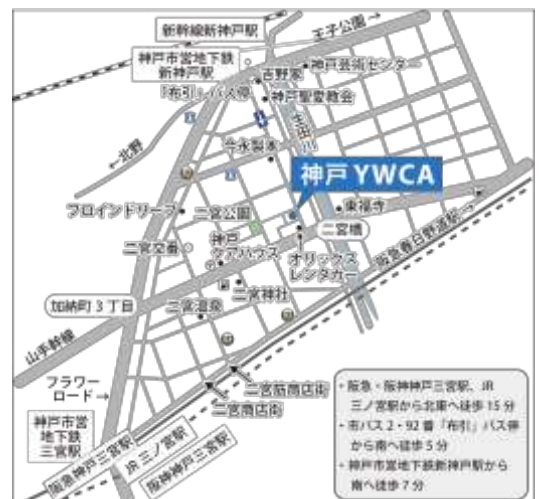 新幹線新神戸駅
王子公園→
神戸市営地下鉄
新神戸駅
吉野家
神戸芸術センター
「布引」バス停
神戸聖愛教会
生田川
←北野
今永製本
神戸 YWCA
フロインドリーブ
二宮公園
東福寺
二宮橋
阪急春日野道駅→
二宮交番
神戸
ケアハウス
オリックス
レンタカー
二宮神社
加納町3丁目
二宮温泉
山手幹線
フラワー
ロード→
二宮筋商店街
二宮商店街
神戸市営
地下鉄
三宮駅
阪急神戸三宮駅
JR 三ノ宮駅
阪神神戸三宮駅
・阪急・阪神神戸三宮駅、JR
三ノ宮駅から北東へ徒歩 15 分
・市バス 2・92 番「布引」バス停
から南へ徒歩 5 分
・神戸市営地下鉄新神戸駅から
南へ徒歩 7 分